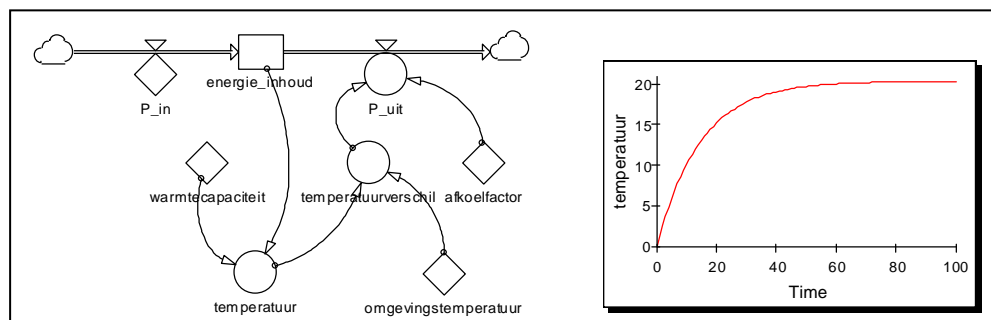 energie_inhoud
P_in
P_uit
warmtecapaciteit
temperatuurverschil
afkoelfactor
temperatuur
omgevingstemperatuur
temperatuur
20
15
10
5
0
0
20
40
60
80
100
Time